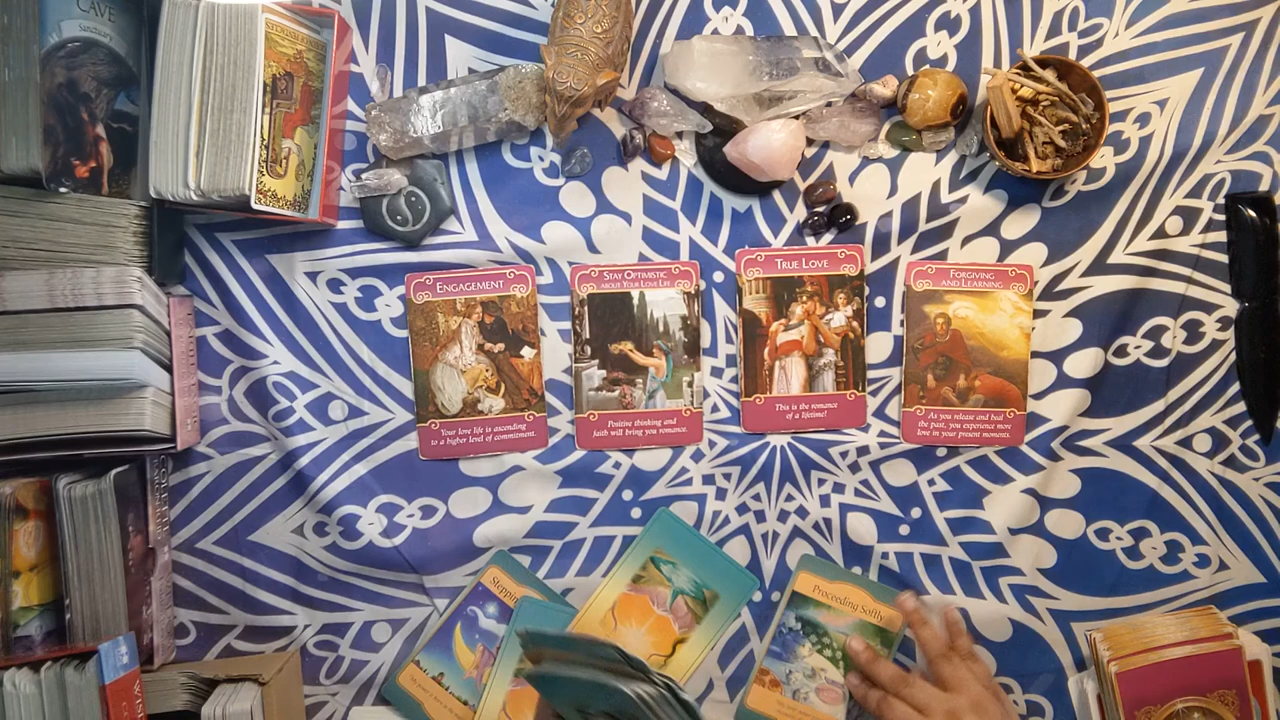 CAVE
Sanctuary
ENGAGEMENT
Your love life is ascending
to a higher level of commitment.
STAY OPTIMISTIC
ABOUT YOUR LOVE LIFE
Positive thinking and
faith will bring you romance.
TRUE LOVE
This is the romance
of a lifetime!
FORGIVING
AND LEARNING
As you release and heal
the past, you experience more
love in your present moments.
Proceeding Softly